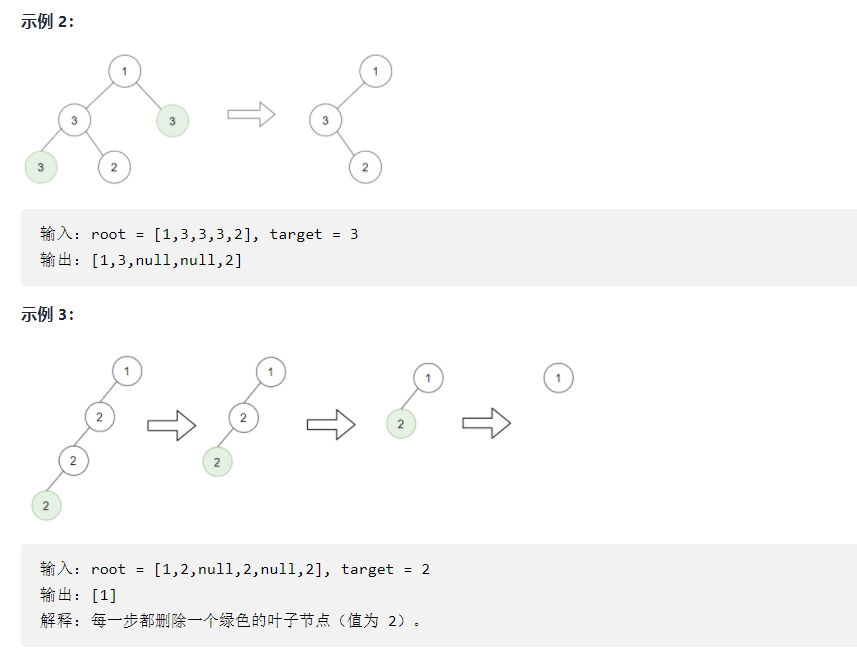 示例 2：
1
1
3
3
3
3
2
2
输入：root = [1,3,3,3,2], target = 3
输出：[1,3,null,null,2]
示例 3：
1
1
1
1
2
2
2
2
2
2
输入：root = [1,2,null,2,null,2], target = 2
输出：[1]
解释：每一步都删除一个绿色的叶子节点（值为 2）。